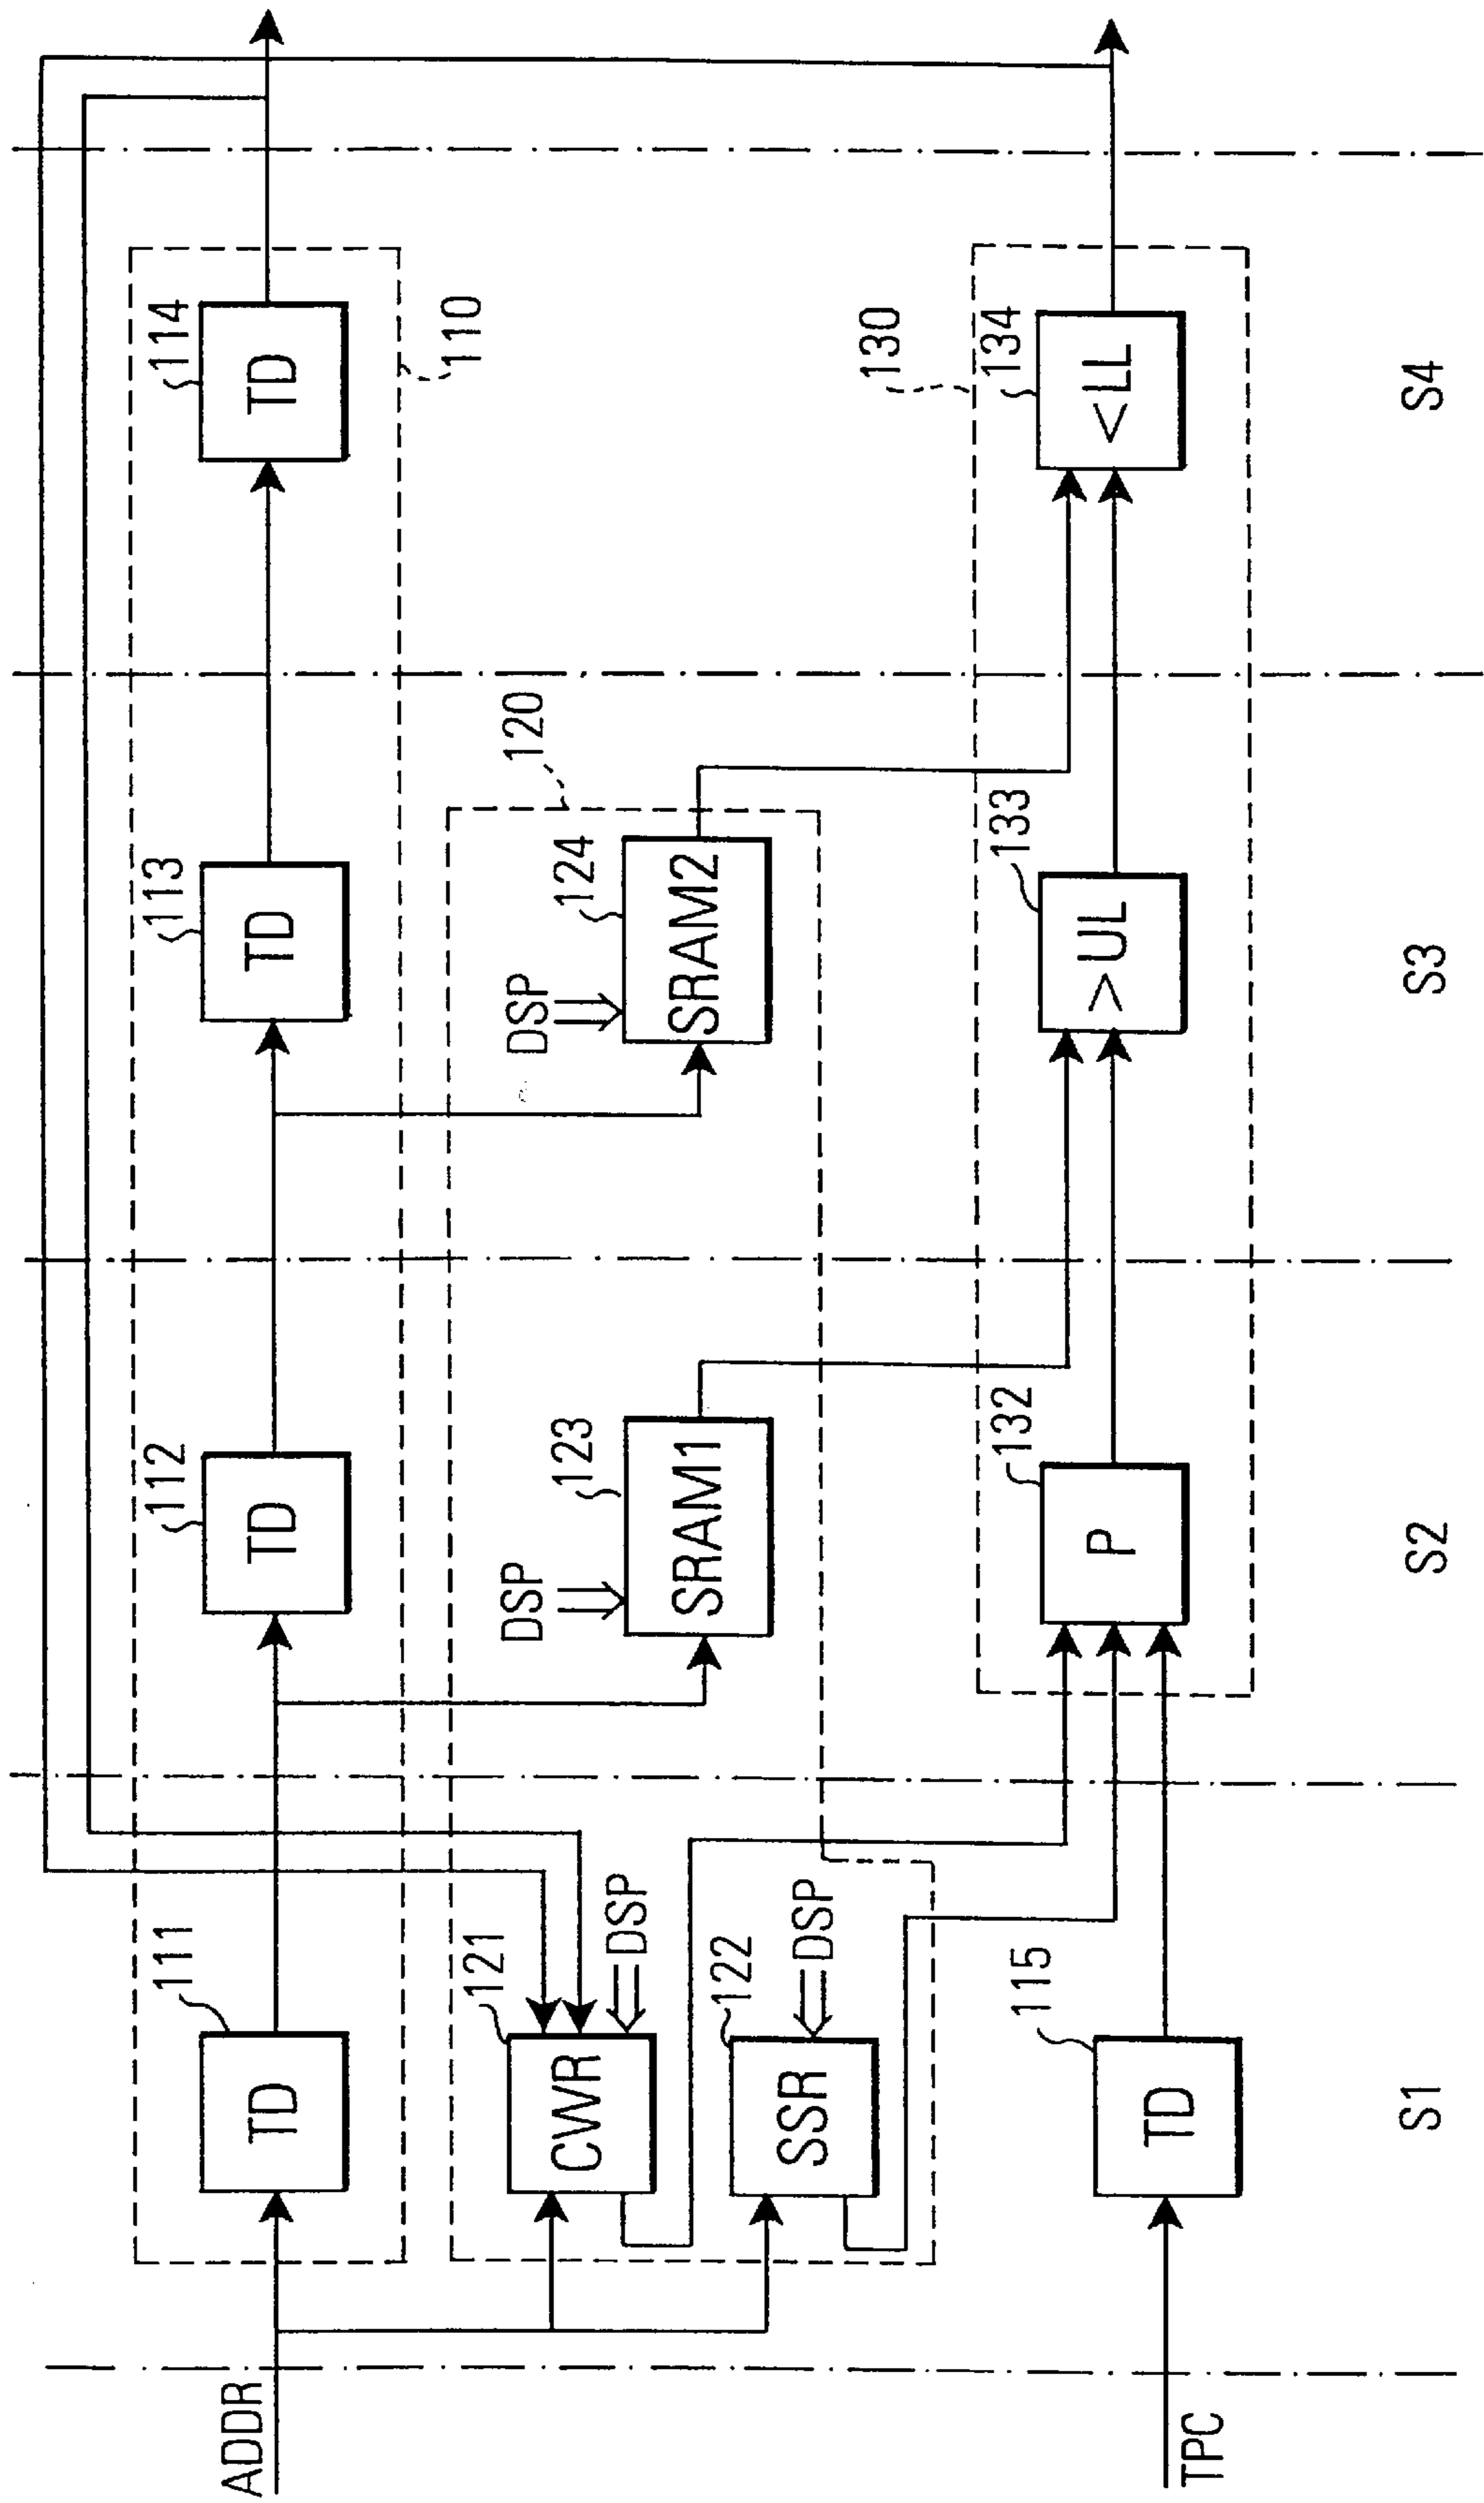 114
TD
110
113
TD
112
TD
111
TD
ADDR
120
124
DSP
SRAM2
123
DSP
SRAM1
121
DSP
CWR
122
DSP
SSR
130
134
<LL
133
>UL
132
P
115
TD
TPC
S1
S2
S3
S4